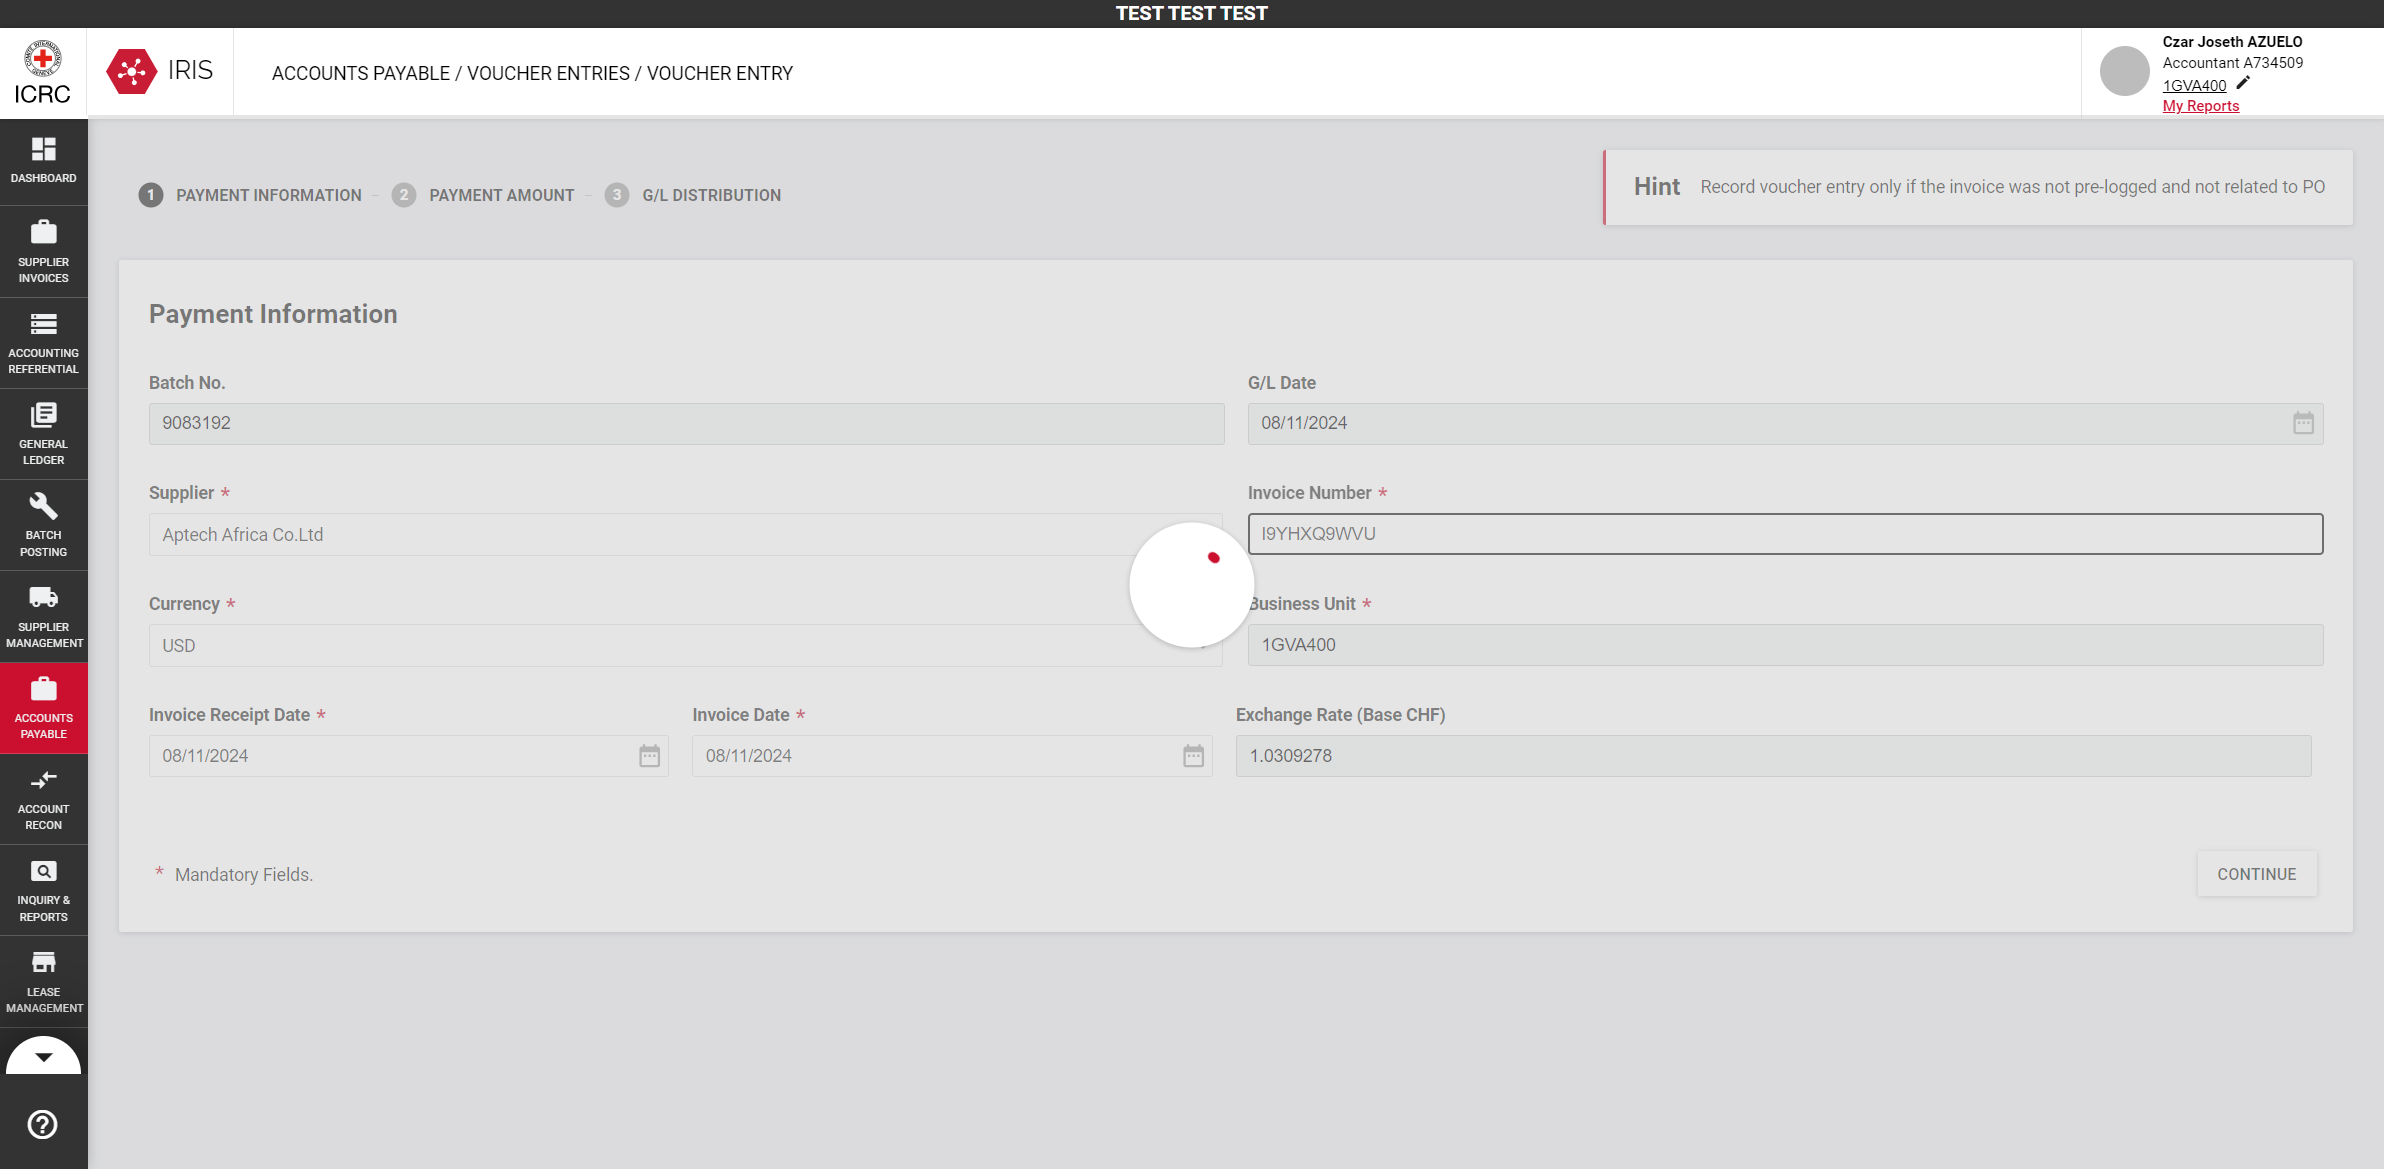 TEST TEST TEST
ICRC
IRIS
ACCOUNTS PAYABLE / VOUCHER ENTRIES / VOUCHER ENTRY
Czar Joseth AZUELO
Accountant A734509
1GVA400
My Reports
DASHBOARD
SUPPLIER
INVOICES
ACCOUNTING
REFERENTIAL
GENERAL
LEDGER
BATCH
POSTING
SUPPLIER
MANAGEMENT
ACCOUNTS
PAYABLE
ACCOUNT
RECON
INQUIRY &
REPORTS
LEASE
MANAGEMENT
1 PAYMENT INFORMATION – 2 PAYMENT AMOUNT – 3 G/L DISTRIBUTION
Hint Record voucher entry only if the invoice was not pre-logged and not related to PO
Payment Information
Batch No.
9083192
G/L Date
08/11/2024
Supplier *
Aptech Africa Co.Ltd
Invoice Number *
I9YHXQ9WVU
Currency *
USD
Business Unit *
1GVA400
Invoice Receipt Date *
08/11/2024
Invoice Date *
08/11/2024
Exchange Rate (Base CHF)
1.0309278
* Mandatory Fields.
CONTINUE